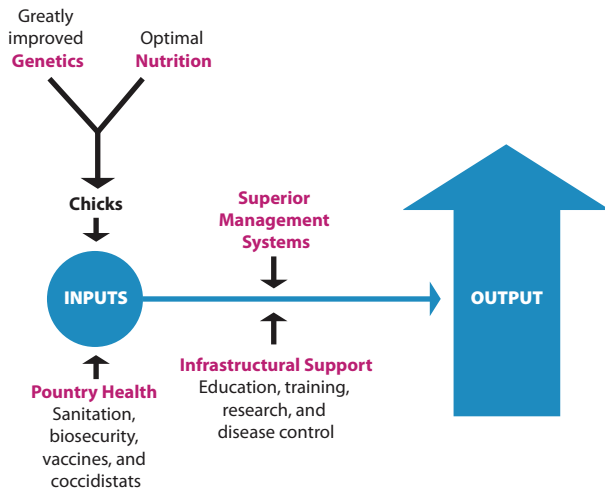 Greatly
improved
Genetics
Optimal
Nutrition
Chicks
Superior
Management
Systems
INPUTS
OUTPUT
Pountry Health
Sanitation,
biosecurity,
vaccines, and
coccidistats
Infrastructural Support
Education, training,
research, and
disease control